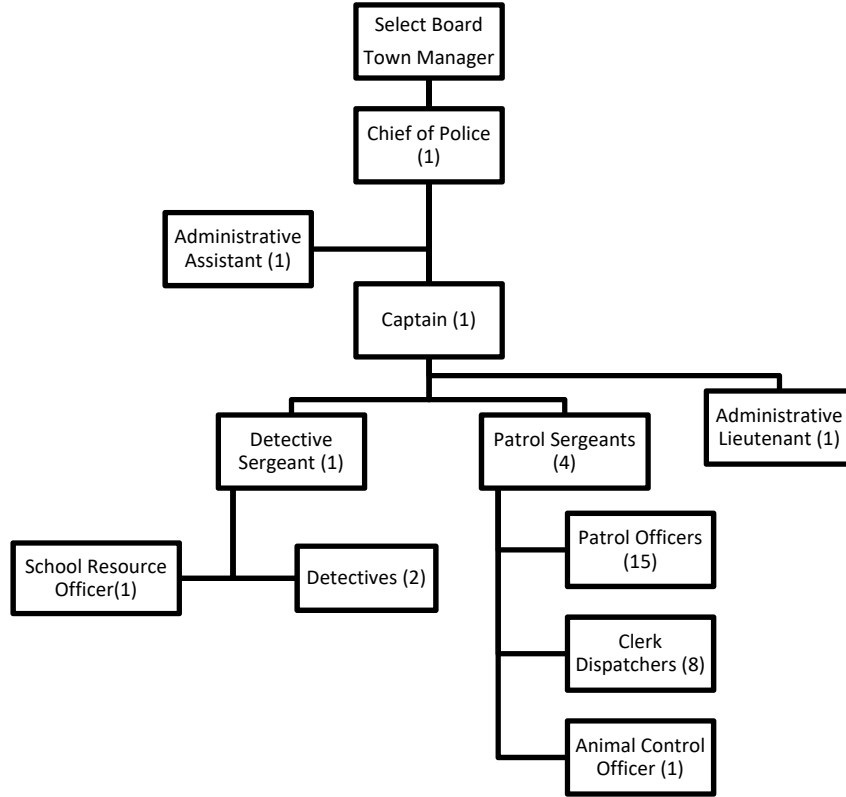 Select Board
Town Manager
Chief of Police
(1)
Administrative
Assistant (1)
Captain (1)
Detective
Sergeant (1)
Patrol Sergeants
(4)
Administrative
Lieutenant (1)
School Resource
Officer(1)
Detectives (2)
Patrol Officers
(15)
Clerk
Dispatchers (8)
Animal Control
Officer (1)